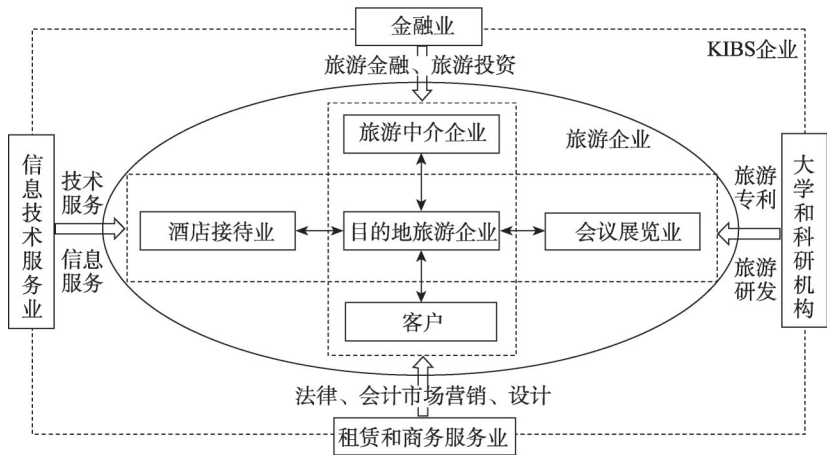 金融业
KIBS企业
旅游金融、旅游投资
旅游中介企业
旅游企业
信息技术服务业
技术
服务
信息
服务
酒店接待业
目的地旅游企业
会议展览业
旅游
专利
旅游
研发
大学和科研机构
客户
法律、会计市场营销、设计
租赁和商务服务业